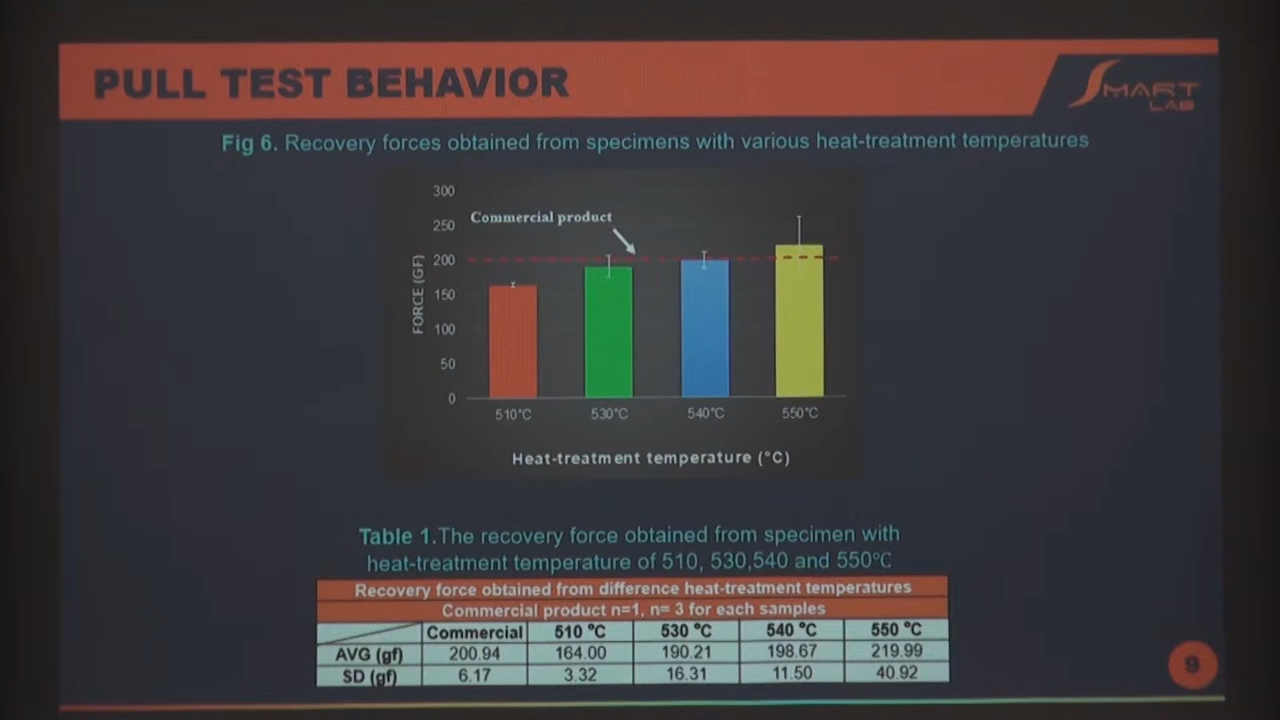 PULL TEST BEHAVIOR
SMART
LAB
Fig 6. Recovery forces obtained from specimens with various heat-treatment temperatures
300
250
200
150
100
50
0
FORCE (GF)
Commercial product
510°C 530°C 540°C 550°C
Heat-treatment temperature (°C)
Table 1.The recovery force obtained from specimen with
heat-treatment temperature of 510, 530,540 and 550°C
Recovery force obtained from difference heat-treatment temperatures
Commercial product n=1, n= 3 for each samples
Commercial 510 °C 530 °C 540 °C 550 °C
AVG (gf) 200.94 164.00 190.21 198.67 219.99
SD (gf) 6.17 3.32 16.31 11.50 40.92
9